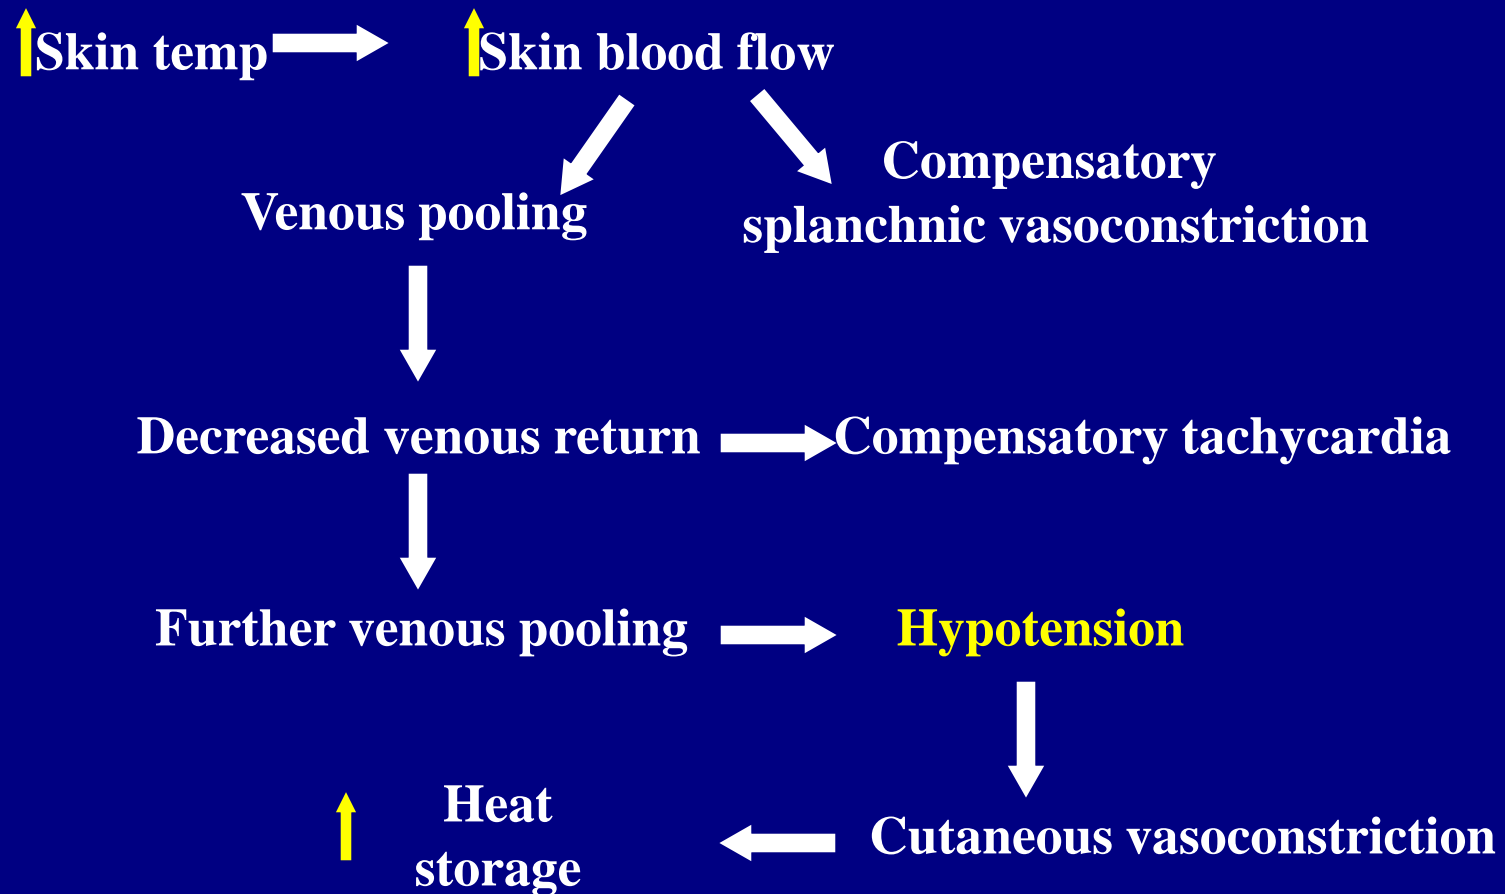 Skin temp
Skin blood flow
Compensatory
splanchnic vasoconstriction
Venous pooling
Decreased venous return
Compensatory tachycardia
Further venous pooling
Hypotension
Cutaneous vasoconstriction
Heat
storage